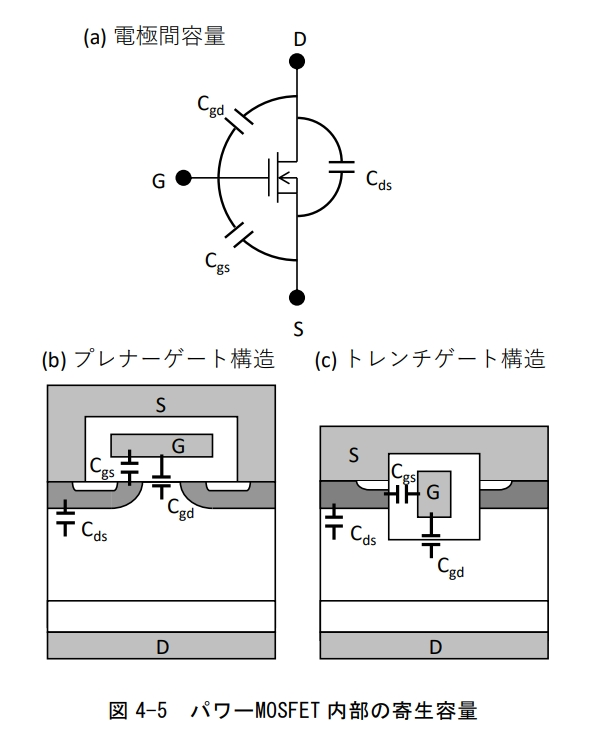 (a) 電極間容量
D
Cgd
G
Cds
Cgs
S
(b) プレナーゲート構造
S
G
Cgs
Cgd
Cds
D
(c) トレンチゲート構造
S
Cgs
G
Cds
Cgd
D
図 4-5 パワーMOSFET 内部の寄生容量